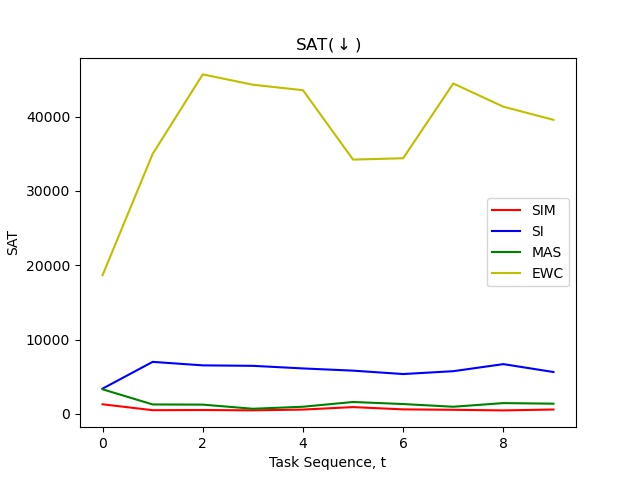 SAT(↓)
40000
30000
20000
10000
0
SAT
SIM
SI
MAS
EWC
0 2 4 6 8
Task Sequence, t